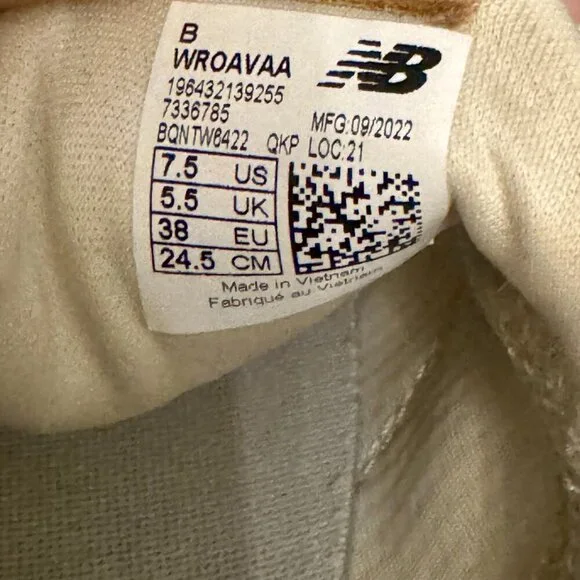 B
WROAVAA
NB
196432139255
7336785
MFG:09/2022
BQNTW6422 QKP LOC:21
7.5 US
5.5 UK
38 EU
24.5 CM
Made in Vietnam
Fabriqué au Vietnam